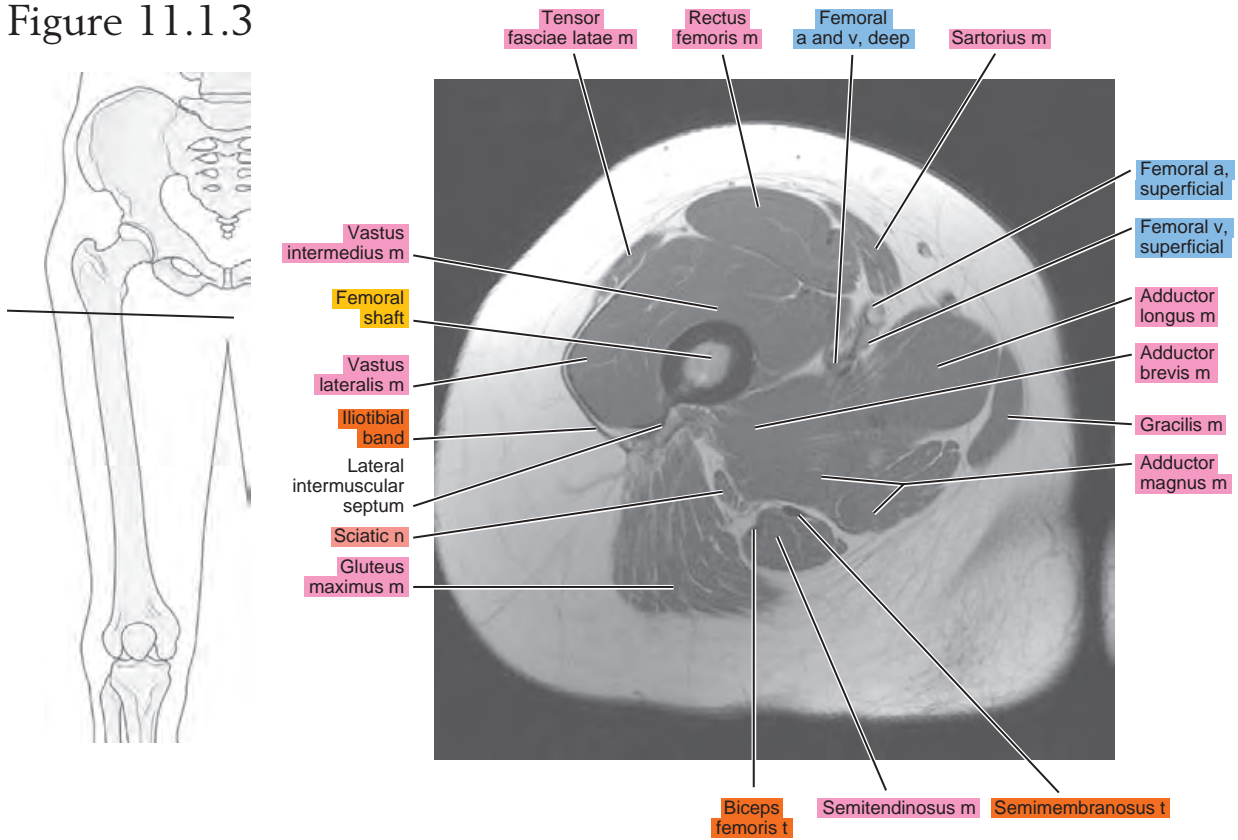 Figure 11.1.3
Tensor
fasciae latae m
Rectus
femoris m
Femoral
a and v, deep
Sartorius m
Femoral a,
superficial
Femoral v,
superficial
Adductor
longus m
Adductor
brevis m
Gracilis m
Adductor
magnus m
Vastus
intermedius m
Femoral
shaft
Vastus
lateralis m
Iliotibial
band
Lateral
intermuscular
septum
Sciatic n
Gluteus
maximus m
Biceps
femoris t
Semitendinosus m
Semimembranosus t